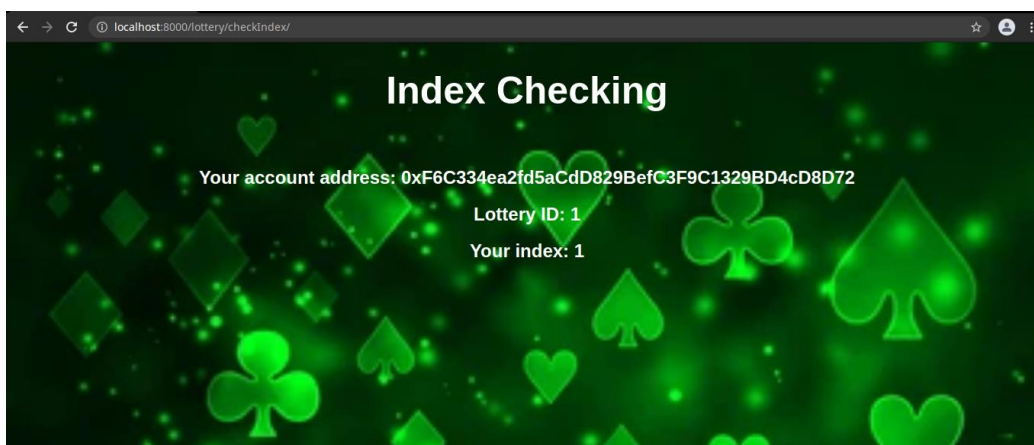 localhost:8000/lottery/checkIndex/
Index Checking
Your account address: 0xF6C334ea2fd5aCdD829BefC3F9C1329BD4cD8D72
Lottery ID: 1
Your index: 1